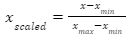 x_scaled = (x − x_min) / (x_max − x_min)